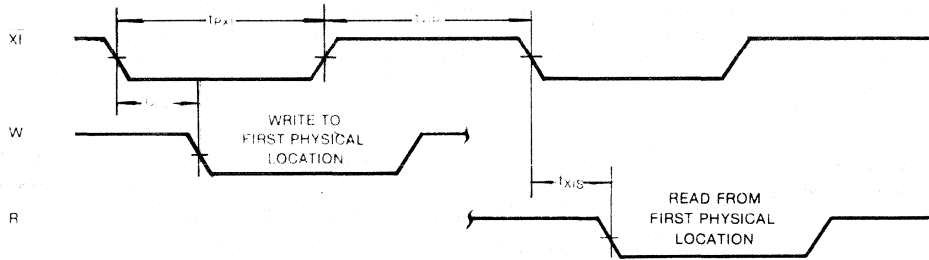 tPXI
XI
WRITE TO
FIRST PHYSICAL
LOCATION
W
tXIS
READ FROM
FIRST PHYSICAL
LOCATION
R